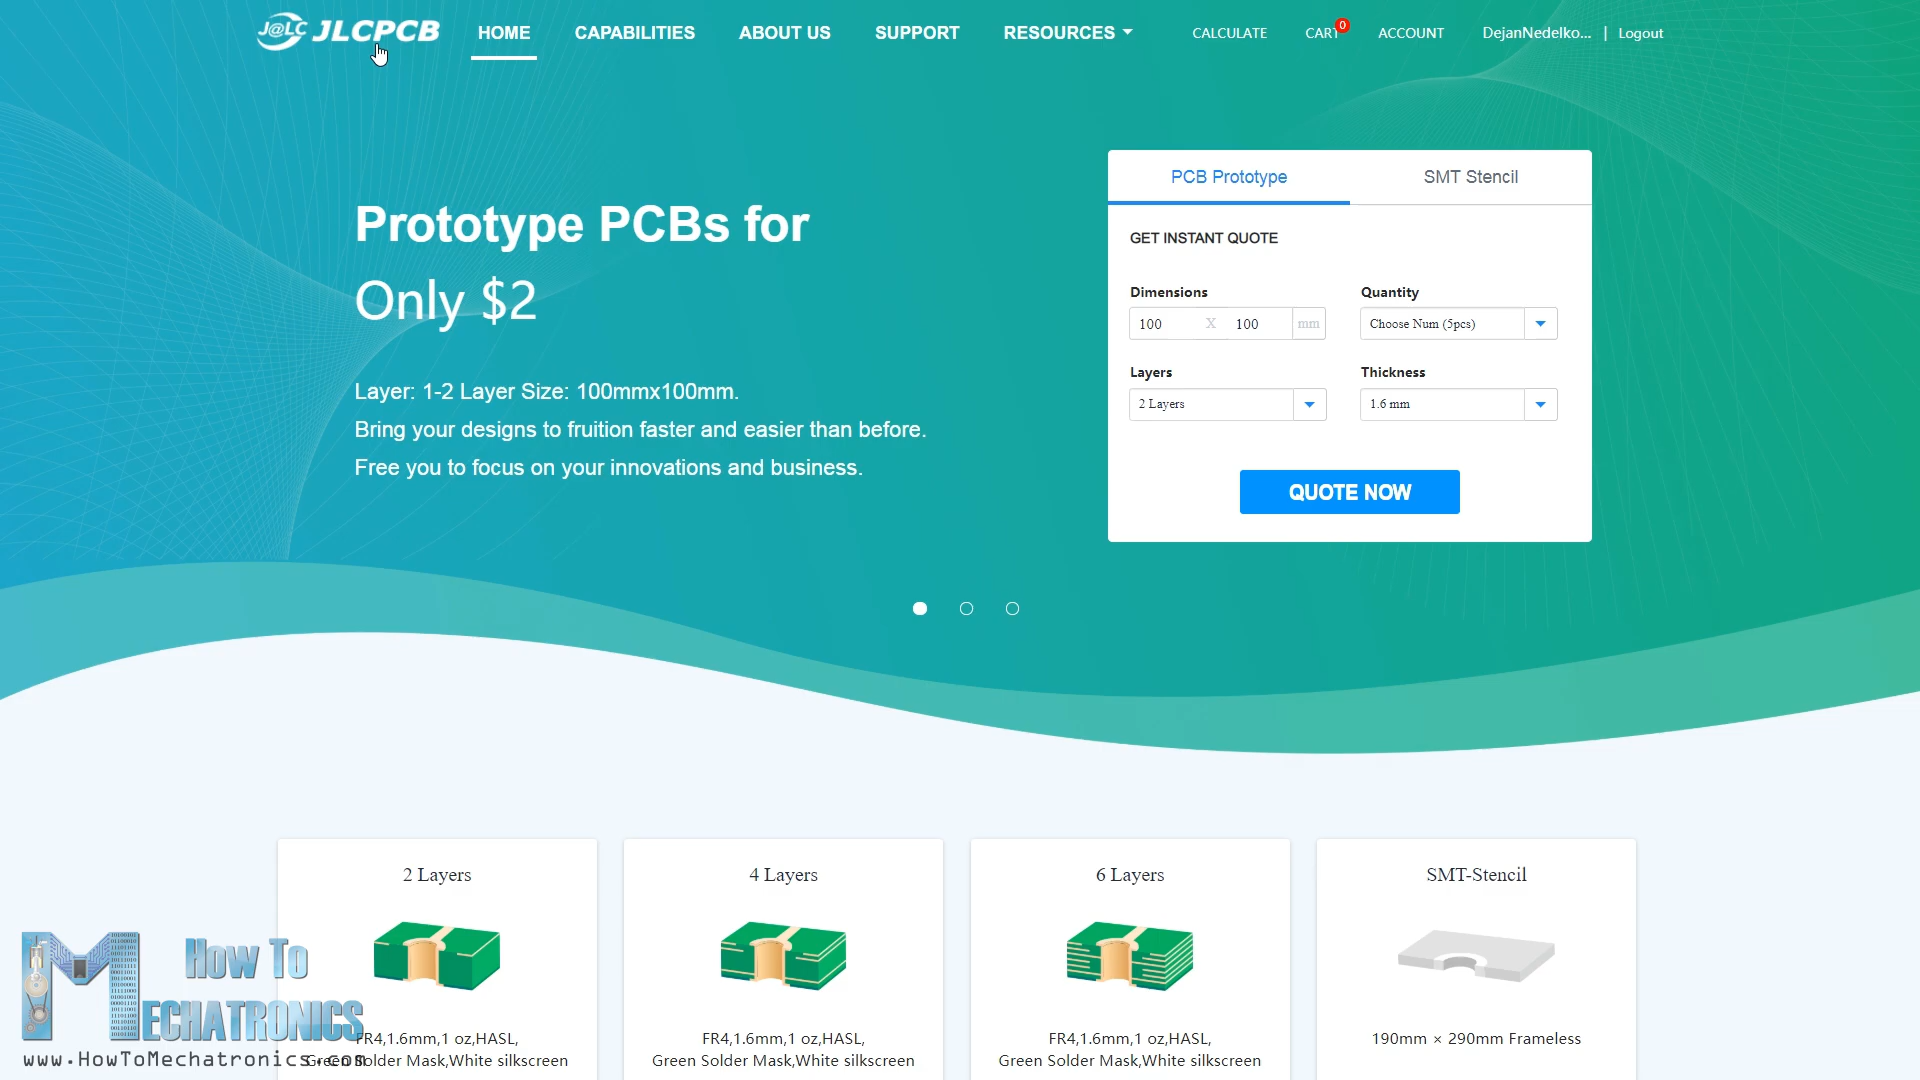 J@LC JLCPCB
HOME
CAPABILITIES
ABOUT US
SUPPORT
RESOURCES
CALCULATE
CART
0
ACCOUNT
DejanNedelko... | Logout
Prototype PCBs for
Only $2
Layer: 1-2 Layer Size: 100mmx100mm.
Bring your designs to fruition faster and easier than before.
Free you to focus on your innovations and business.
PCB Prototype
SMT Stencil
GET INSTANT QUOTE
Dimensions
Quantity
100 X 100 mm
Choose Num (5pcs)
Layers
Thickness
2 Layers
1.6 mm
QUOTE NOW
2 Layers
FR4,1.6mm,1 oz,HASL,
Green Solder Mask,White silkscreen
4 Layers
FR4,1.6mm,1 oz,HASL,
Green Solder Mask,White silkscreen
6 Layers
FR4,1.6mm,1 oz,HASL,
Green Solder Mask,White silkscreen
SMT-Stencil
190mm × 290mm Frameless
How To
MECHATRONICS
www.HowToMechatronics.com